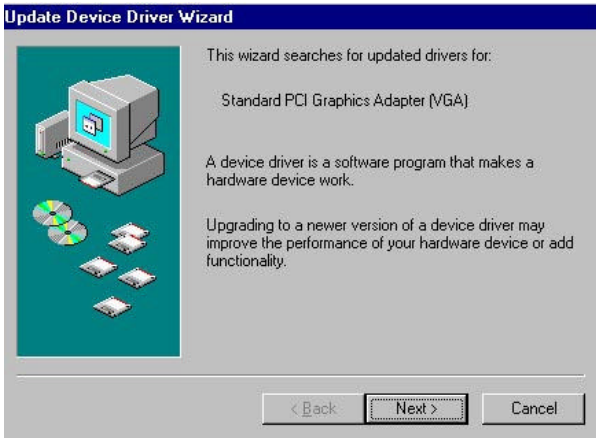 Update Device Driver Wizard
This wizard searches for updated drivers for:
Standard PCI Graphics Adapter (VGA)
A device driver is a software program that makes a
hardware device work.
Upgrading to a newer version of a device driver may
improve the performance of your hardware device or add
functionality.
< Back
Next >
Cancel